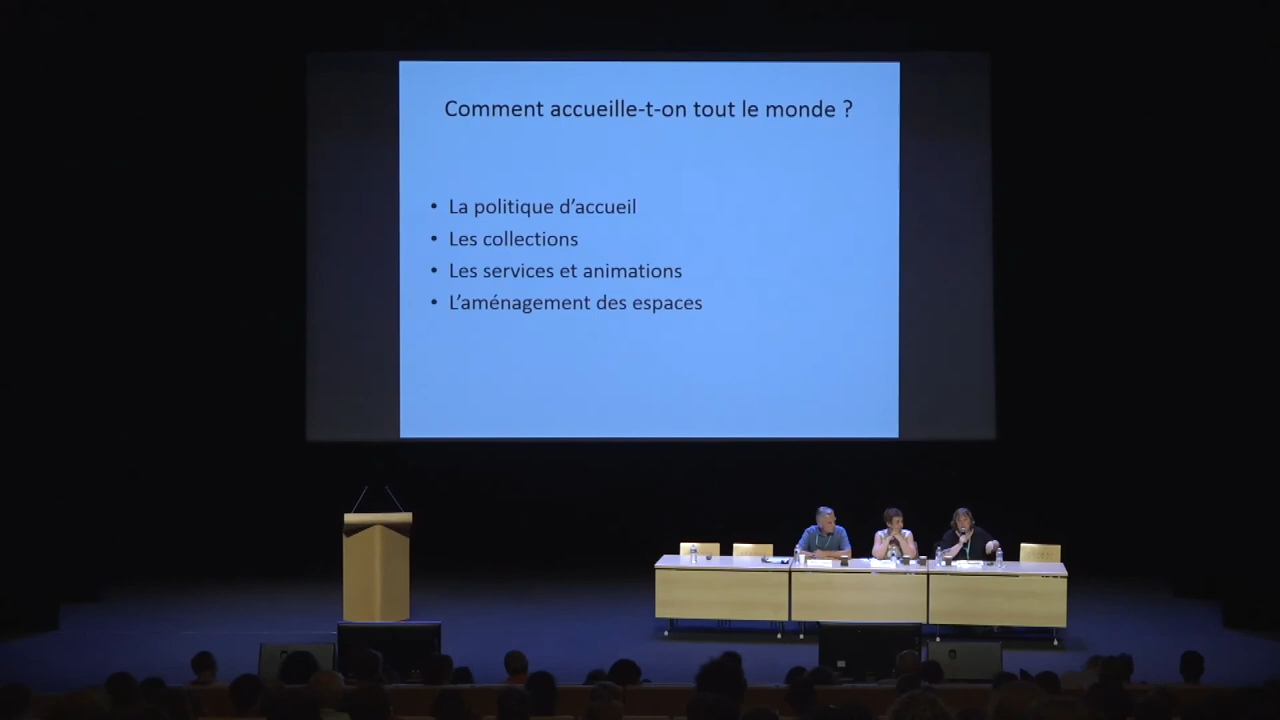 Comment accueille-t-on tout le monde ?
• La politique d’accueil
• Les collections
• Les services et animations
• L’aménagement des espaces